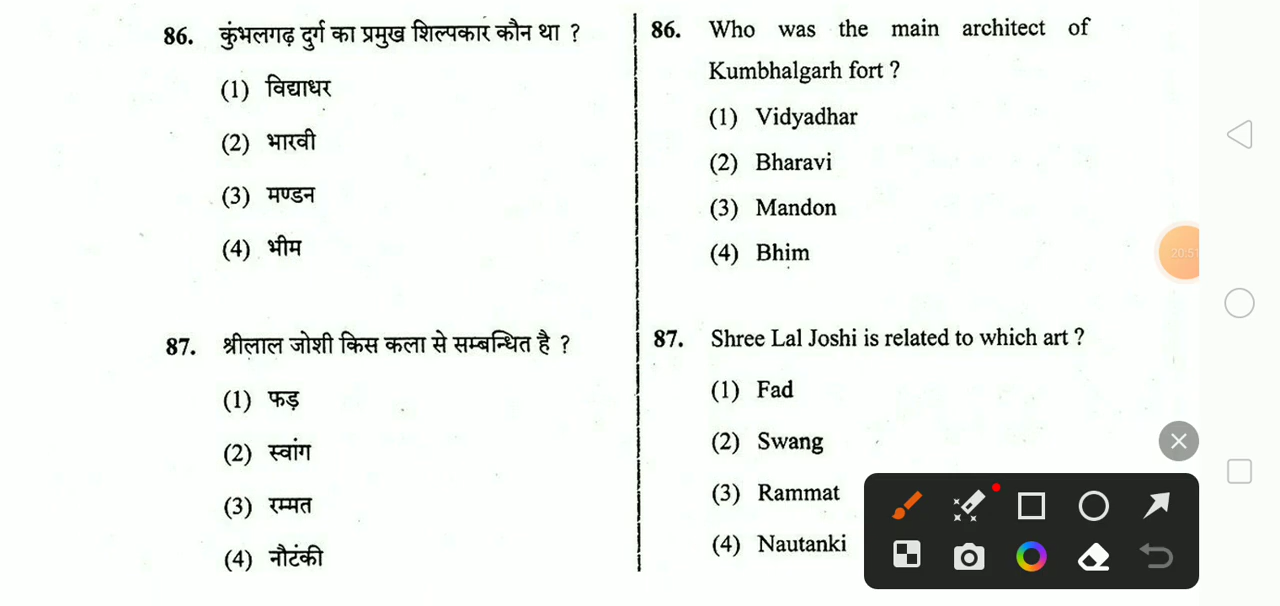 86. कुंभलगढ़ दुर्ग का प्रमुख शिल्पकार कौन था ?
(1) विद्याधर
(2) भारवी
(3) मण्डन
(4) भीम
87. श्रीलाल जोशी किस कला से सम्बन्धित है ?
(1) फड़
(2) स्वांग
(3) रम्मत
(4) नौटंकी
86. Who was the main architect of
Kumbhalgarh fort ?
(1) Vidyadhar
(2) Bharavi
(3) Mandon
(4) Bhim
87. Shree Lal Joshi is related to which art ?
(1) Fad
(2) Swang
(3) Rammat
(4) Nautanki
20:51